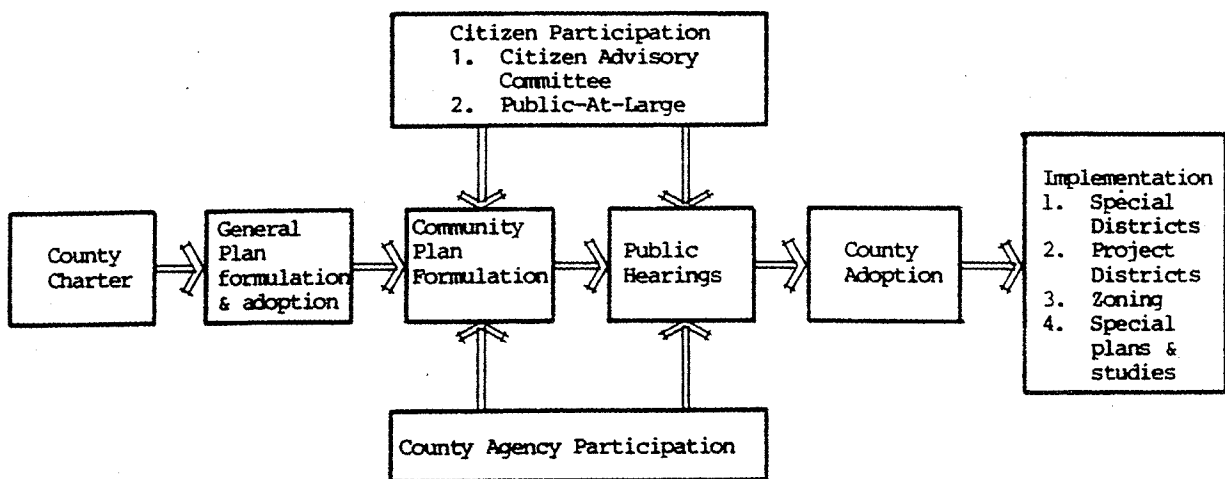 Citizen Participation
1. Citizen Advisory
Committee
2. Public-At-Large
County
Charter
General
Plan
formulation
& adoption
Community
Plan
Formulation
Public
Hearings
County
Adoption
Implementation
1. Special
Districts
2. Project
Districts
3. Zoning
4. Special
plans &
studies
County Agency Participation